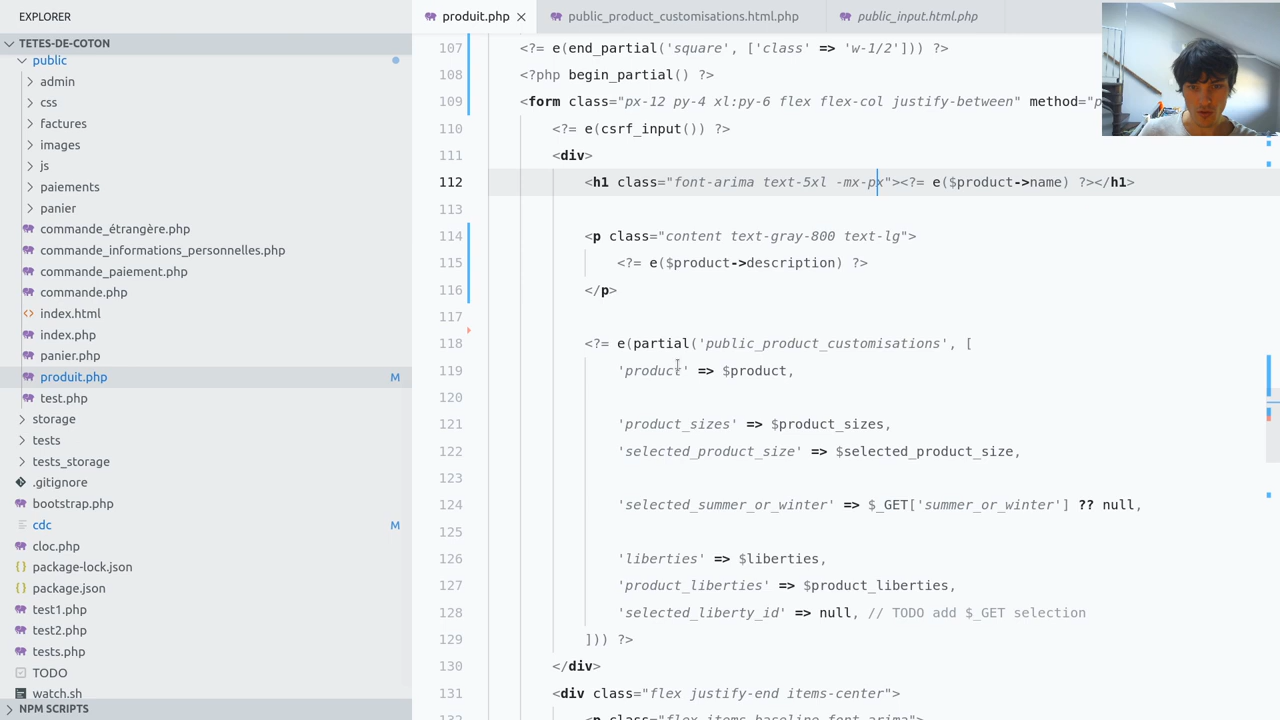 EXPLORER
TETES-DE-COTON
public
admin
css
factures
images
js
paiements
panier
commande_étrangère.php
commande_informations_personnelles.php
commande_paiement.php
commande.php
index.html
index.php
panier.php
produit.php M
test.php
storage
tests
tests_storage
.gitignore
bootstrap.php
cdc M
cloc.php
package-lock.json
package.json
test1.php
test2.php
tests.php
TODO
watch.sh
NPM SCRIPTS
produit.php
public_product_customisations.html.php
public_input.html.php
107 <?= e(end_partial('square', ['class' => 'w-1/2'])) ?>
108 <?php begin_partial() ?>
109 <form class="px-12 py-4 xl:py-6 flex flex-col justify-between" method="p
110 <?= e(csrf_input()) ?>
111 <div>
112 <h1 class="font-arima text-5xl -mx-px"><?= e($product->name) ?></h1>
113
114 <p class="content text-gray-800 text-lg">
115 <?= e($product->description) ?>
116 </p>
117
118 <?= e(partial('public_product_customisations', [
119 'product' => $product,
120
121 'product_sizes' => $product_sizes,
122 'selected_product_size' => $selected_product_size,
123
124 'selected_summer_or_winter' => $_GET['summer_or_winter'] ?? null,
125
126 'liberties' => $liberties,
127 'product_liberties' => $product_liberties,
128 'selected_liberty_id' => null, // TODO add $_GET selection
129 ])) ?>
130 </div>
131 <div class="flex justify-end items-center">
132 <p class="flex items-baseline font-arima">